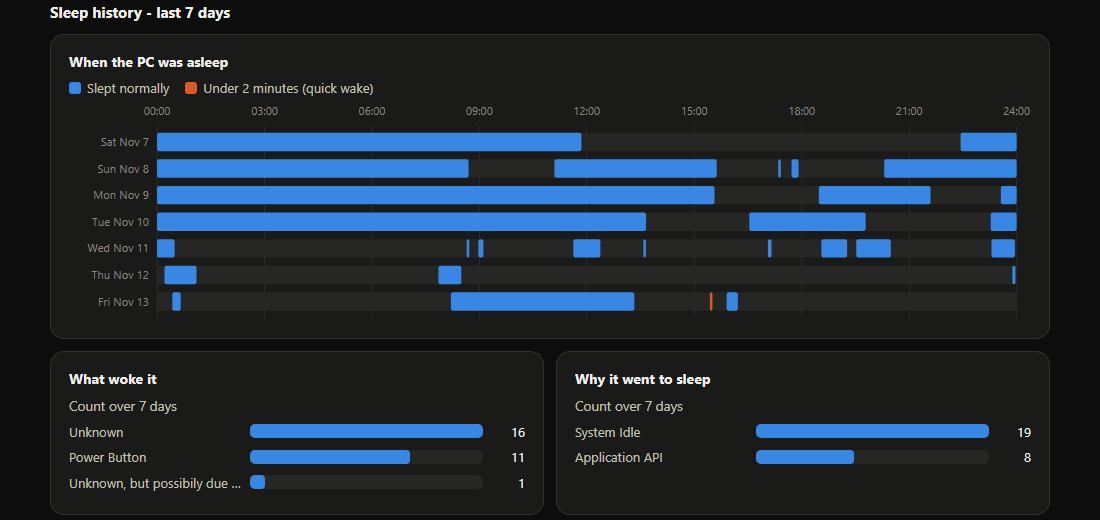 Sleep history - last 7 days
When the PC was asleep
Slept normally Under 2 minutes (quick wake)
00:00 03:00 06:00 09:00 12:00 15:00 18:00 21:00 24:00
Sat Nov 7
Sun Nov 8
Mon Nov 9
Tue Nov 10
Wed Nov 11
Thu Nov 12
Fri Nov 13
What woke it
Count over 7 days
Unknown 16
Power Button 11
Unknown, but possibily due ... 1
Why it went to sleep
Count over 7 days
System Idle 19
Application API 8